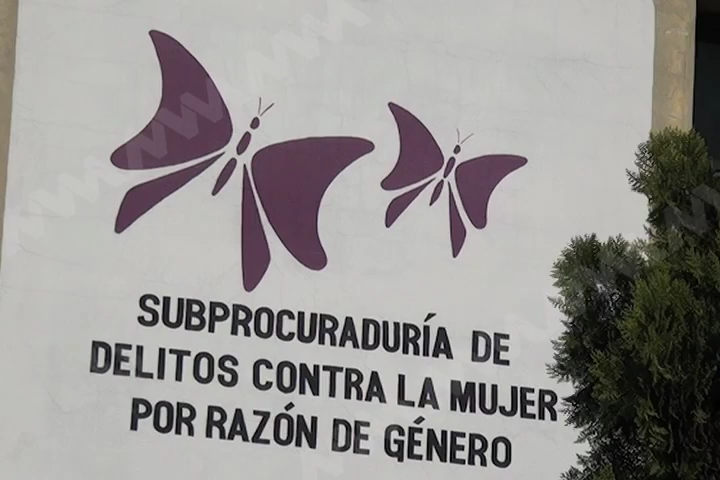 SUBPROCURADURÍA DE
DELITOS CONTRA LA MUJER
POR RAZÓN DE GÉNERO